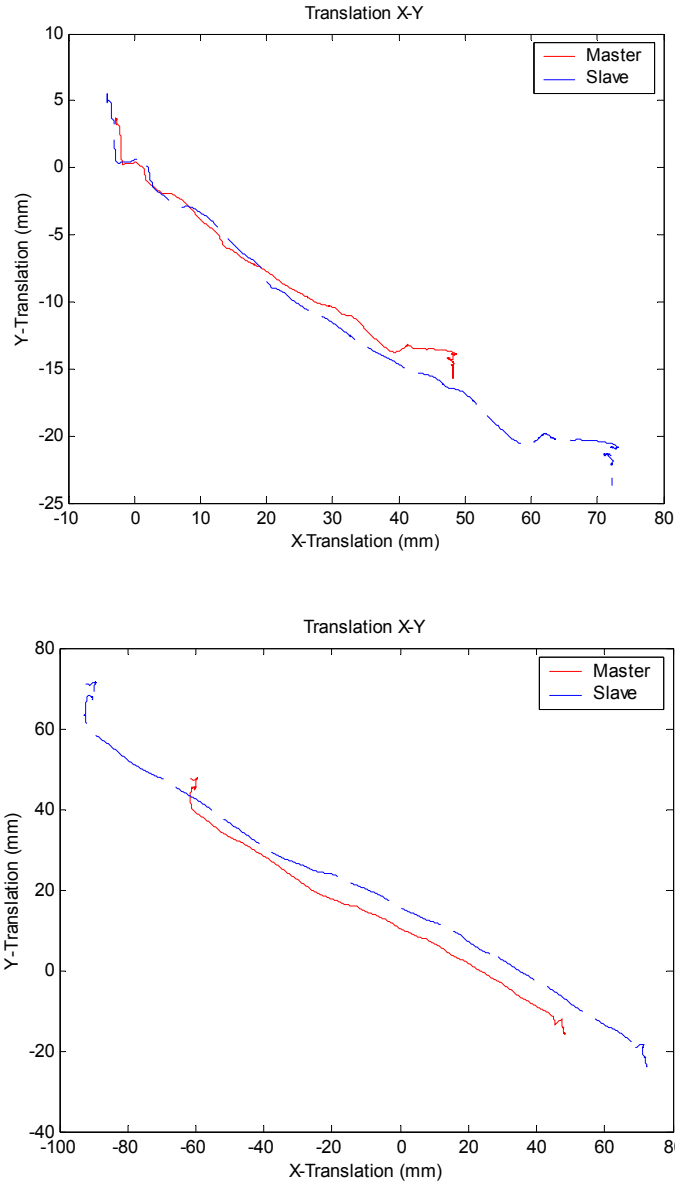 Translation X-Y
10
5
0
-5
-10
-15
-20
-25
Y-Translation (mm)
Master
Slave
-10 0 10 20 30 40 50 60 70 80
X-Translation (mm)
Translation X-Y
80
60
40
20
0
-20
-40
Y-Translation (mm)
Master
Slave
-100 -80 -60 -40 -20 0 20 40 60
X-Translation (mm)